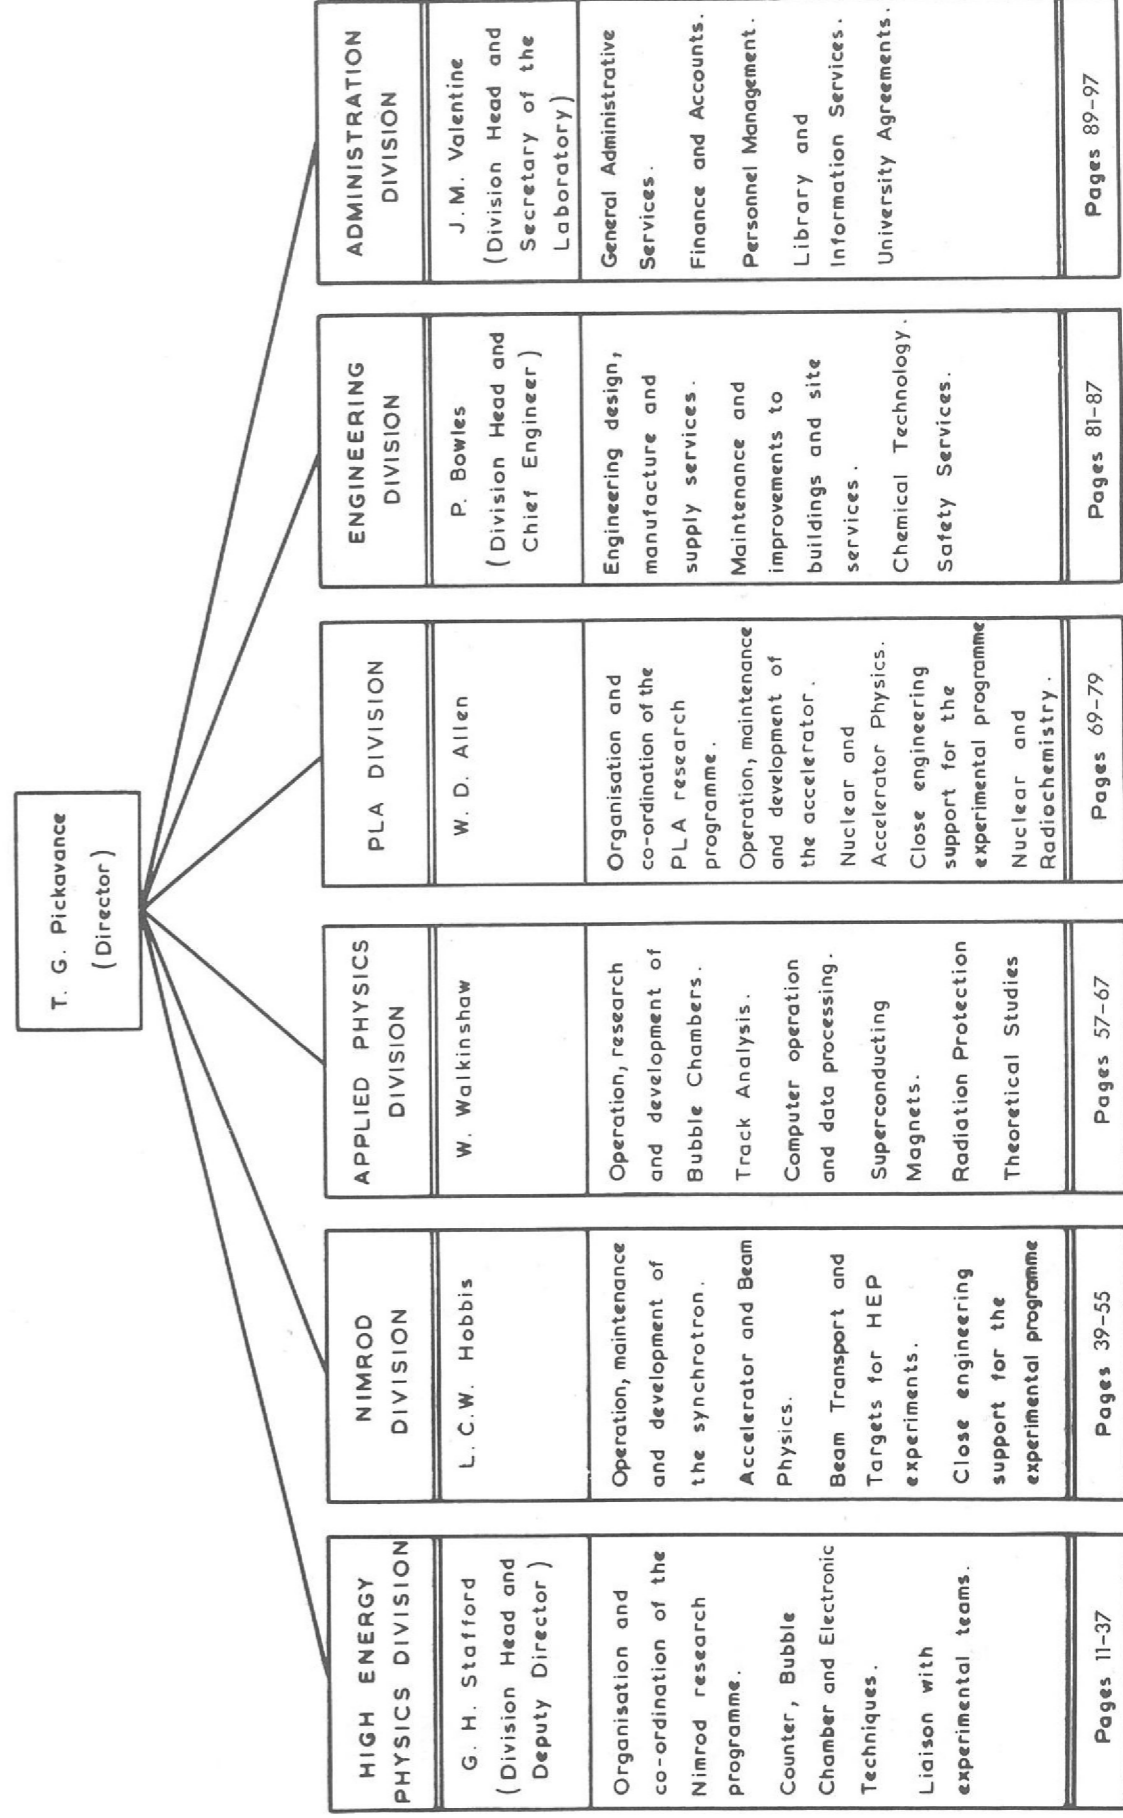 T. G. Pickavance
(Director)
HIGH ENERGY
PHYSICS DIVISION
G. H. Stafford
(Division Head and
Deputy Director)
Organisation and
co-ordination of the
Nimrod research
programme.
Counter, Bubble
Chamber and Electronic
Techniques.
Liaison with
experimental teams.
Pages 11-37
NIMROD
DIVISION
L. C. W. Hobbis
Operation, maintenance
and development of
the synchrotron.
Accelerator and Beam
Physics.
Beam Transport and
Targets for HEP
experiments.
Close engineering
support for the
experimental programme
Pages 39-55
APPLIED PHYSICS
DIVISION
W. Walkinshaw
Operation, research
and development of
Bubble Chambers.
Track Analysis.
Computer operation
and data processing.
Superconducting
Magnets.
Radiation Protection
Theoretical Studies
Pages 57-67
PLA DIVISION
W. D. Allen
Organisation and
co-ordination of the
PLA research
programme.
Operation, maintenance
and development of
the accelerator.
Nuclear and
Accelerator Physics.
Close engineering
support for the
experimental programme
Nuclear and
Radiochemistry.
Pages 69-79
ENGINEERING
DIVISION
P. Bowles
(Division Head and
Chief Engineer)
Engineering design,
manufacture and
supply services.
Maintenance and
improvements to
buildings and site
services.
Chemical Technology.
Safety Services.
Pages 81-87
ADMINISTRATION
DIVISION
J. M. Valentine
(Division Head and
Secretary of the
Laboratory)
General Administrative
Services.
Finance and Accounts.
Personnel Management.
Library and
Information Services.
University Agreements.
Pages 89-97